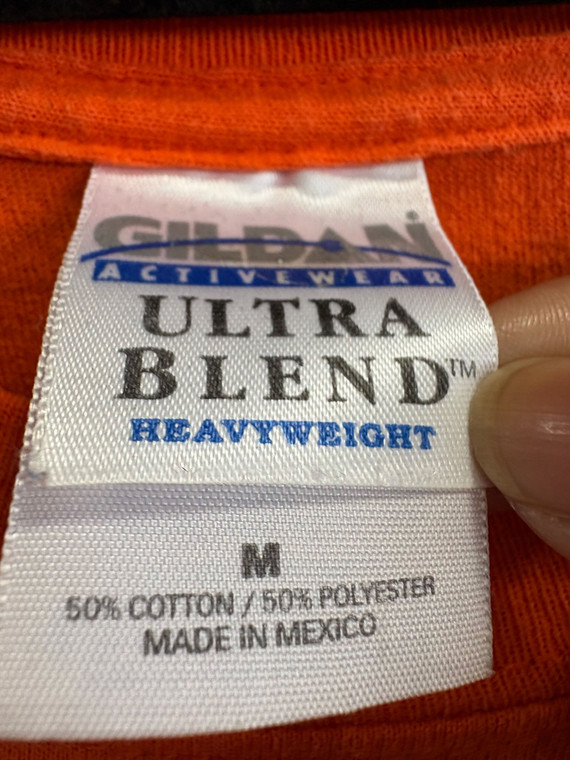 GILDAN
ACTIVEWEAR
ULTRA
BLEND™
HEAVYWEIGHT
M
50% COTTON / 50% POLYESTER
MADE IN MEXICO